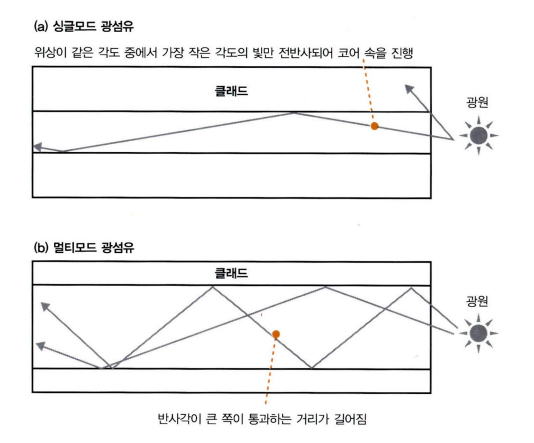 (a) 싱글모드 광섬유
위상이 같은 각도 중에서 가장 작은 각도의 빛만 전반사되어 코어 속을 진행
클래드
광원
(b) 멀티모드 광섬유
클래드
광원
반사각이 큰 쪽이 통과하는 거리가 길어짐